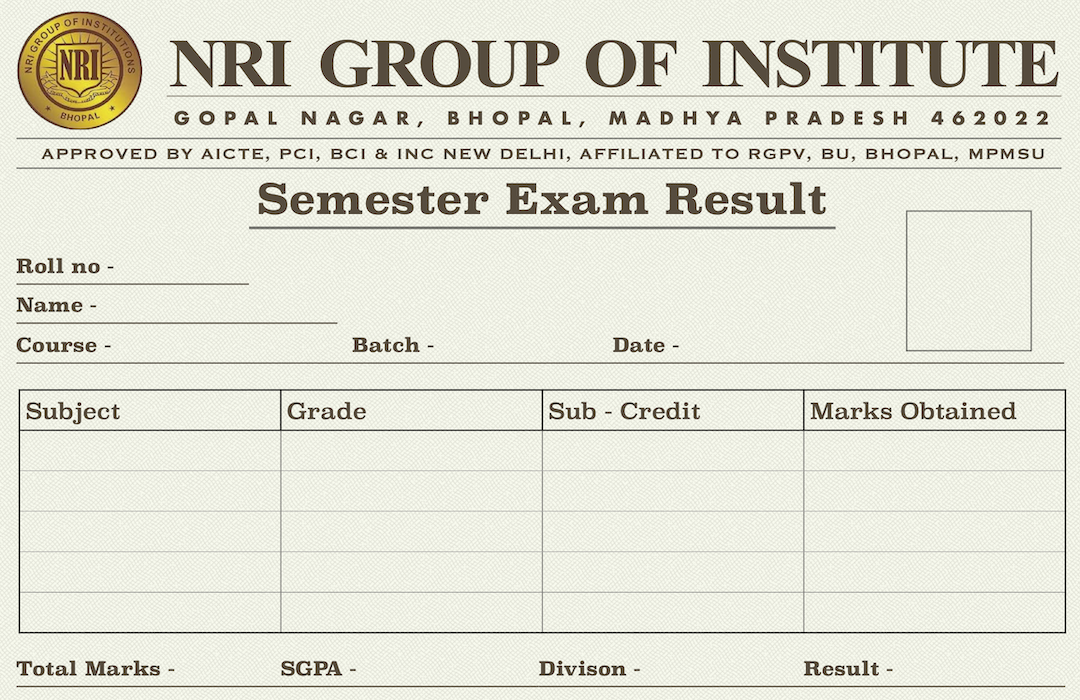 NRI GROUP OF INSTITUTIONS
NRI
BHOPAL
NRI GROUP OF INSTITUTE
GOPAL NAGAR, BHOPAL, MADHYA PRADESH 462022
APPROVED BY AICTE, PCI, BCI & INC NEW DELHI, AFFILIATED TO RGPV, BU, BHOPAL, MPMSU
Semester Exam Result
Roll no -
Name -
Course - Batch - Date -
Subject Grade Sub - Credit Marks Obtained
Total Marks - SGPA - Divison - Result -